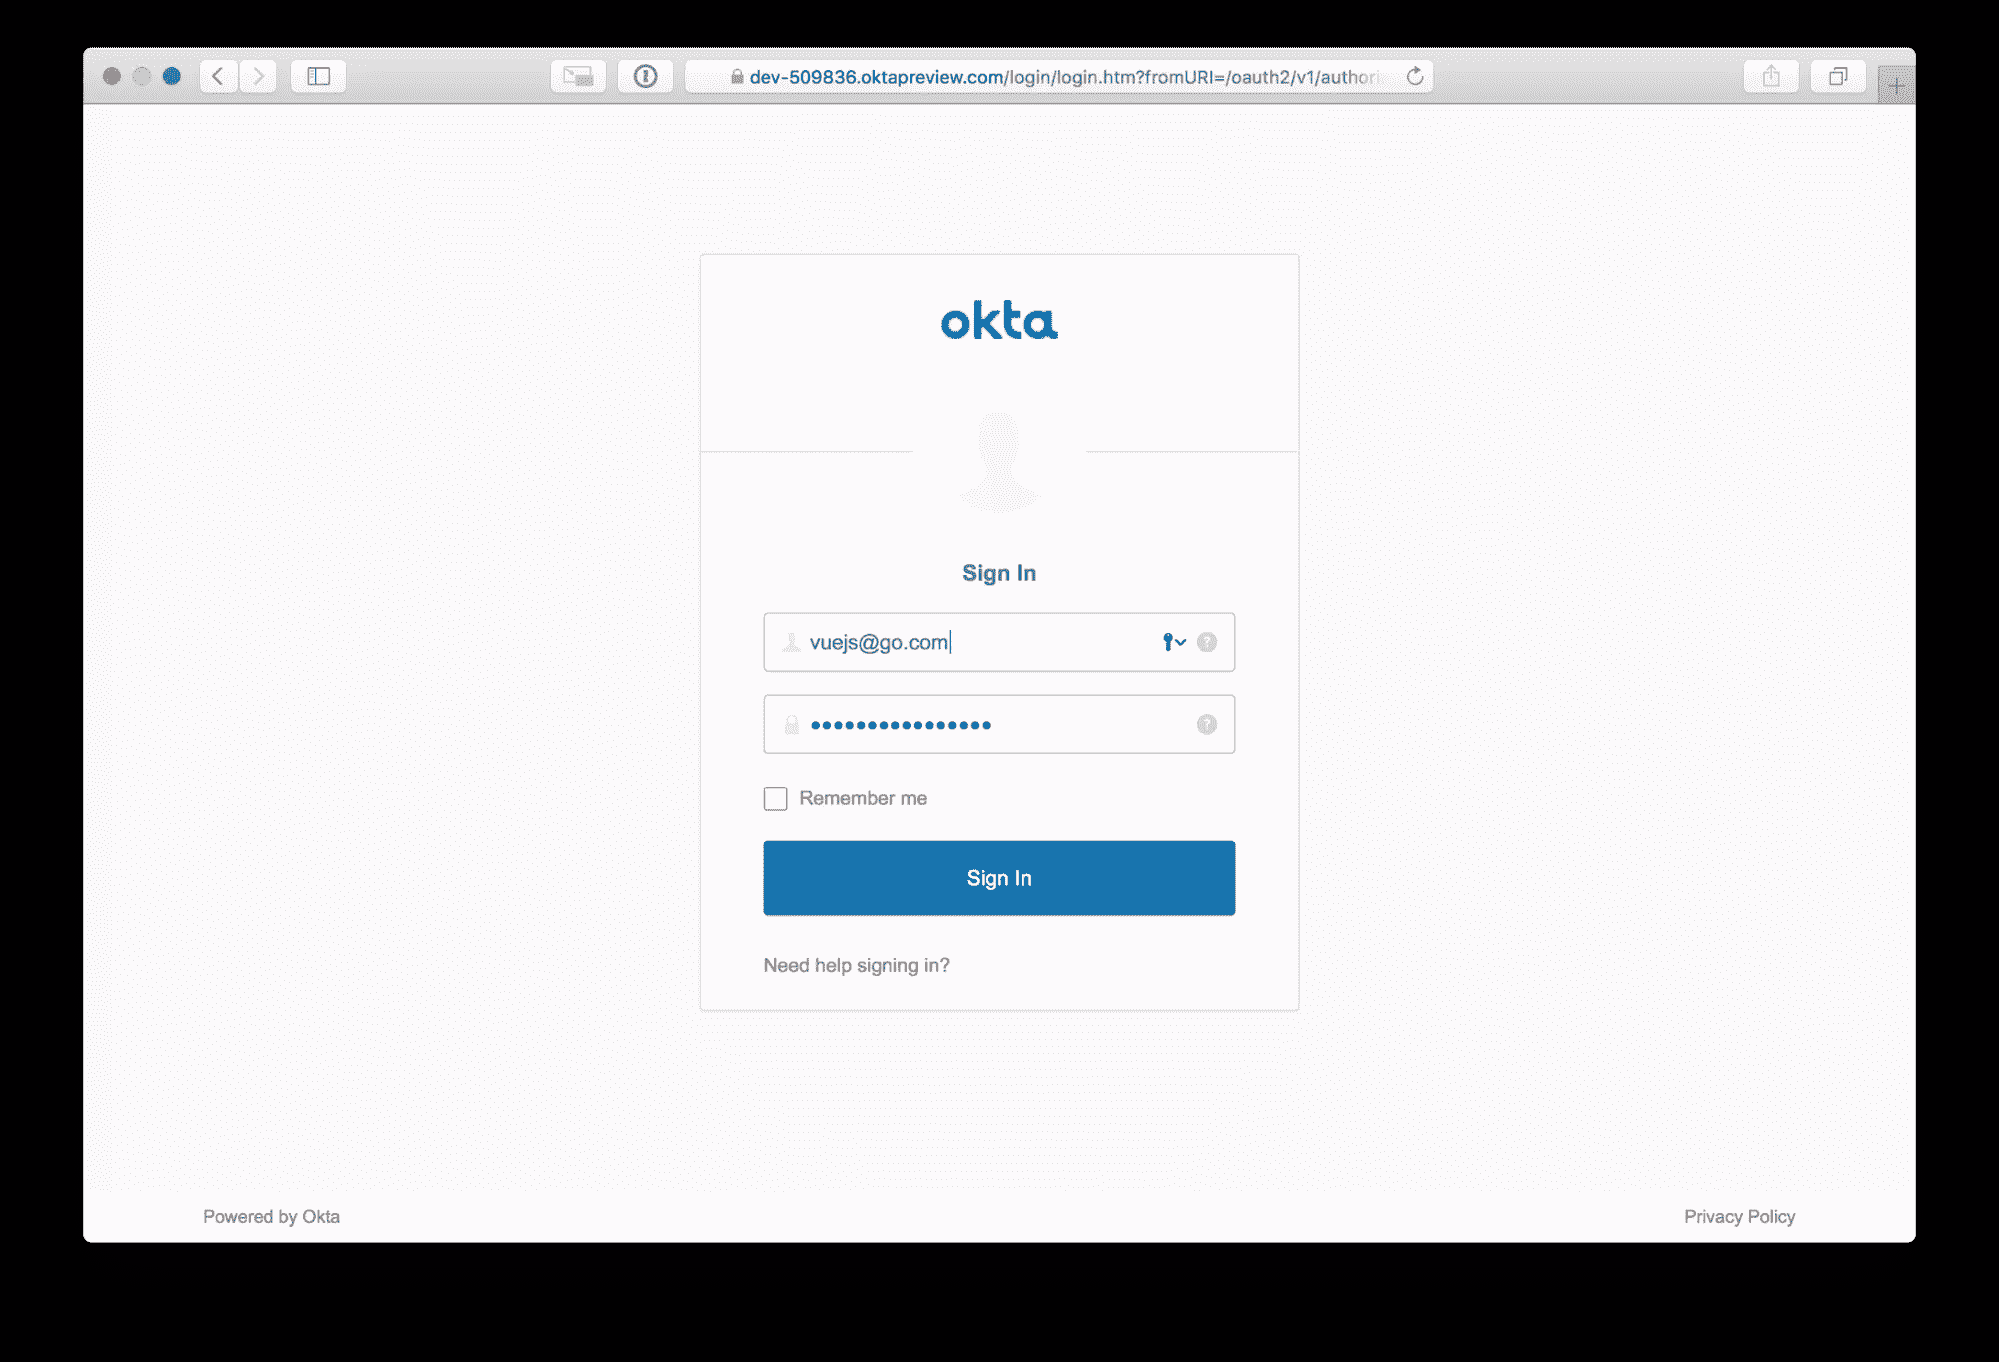 dev-509836.oktapreview.com/login/login.htm?fromURI=/oauth2/v1/authori
okta
Sign In
vuejs@go.com
Remember me
Sign In
Need help signing in?
Powered by Okta
Privacy Policy